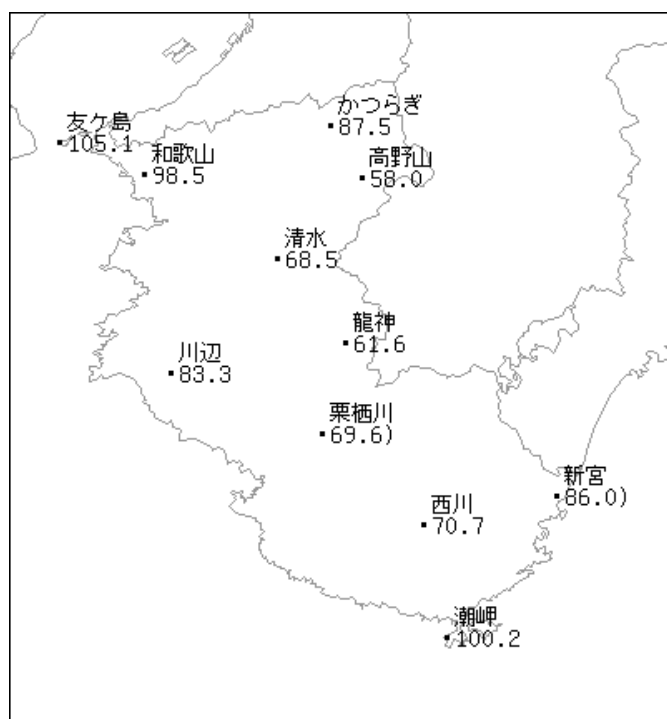 かつらぎ
87.5
友ケ島
105.1
和歌山
98.5
高野山
58.0
清水
68.5
龍神
61.6
川辺
83.3
栗栖川
69.6)
新宮
86.0)
西川
70.7
潮岬
100.2